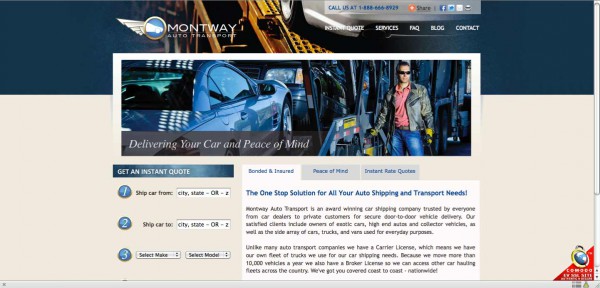 CALL US AT 1-888-666-8929
Share
MONTWAY
AUTO TRANSPORT
INSTANT QUOTE SERVICES FAQ BLOG CONTACT
Delivering Your Car and Peace of Mind
GET AN INSTANT QUOTE
1 Ship car from: city, state - OR - z
2 Ship car to: city, state - OR - z
3 Select Make Select Model
Bonded & Insured Peace of Mind Instant Rate Quotes
The One Stop Solution for All Your Auto Shipping and Transport Needs!
Montway Auto Transport is an award winning car shipping company trusted by everyone
from car dealers to private customers for secure door-to-door vehicle delivery. Our
satisfied clients include owners of exotic cars, high end autos and collector vehicles, as
well as the side array of cars, trucks, and vans used for everyday purposes.
Unlike many auto transport companies we have a Carrier License, which means we have
our own fleet of trucks we use for our car shipping needs. Because we move more than
10,000 vehicles a year we also have a Broker License so we can access other car hauling
fleets across the country. We've got you covered coast to coast - nationwide!
COMODO
EV SSL SITE